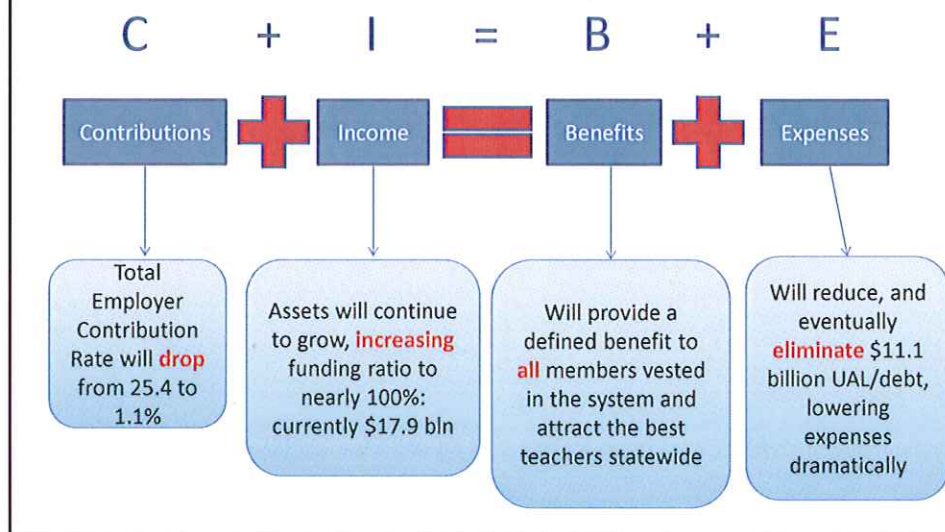 C + I = B + E
Contributions
Income
Benefits
Expenses
Total
Employer
Contribution
Rate will drop
from 25.4 to
1.1%
Assets will continue
to grow, increasing
funding ratio to
nearly 100%:
currently $17.9 bln
Will provide a
defined benefit to
all members vested
in the system and
attract the best
teachers statewide
Will reduce, and
eventually
eliminate $11.1
billion UAL/debt,
lowering
expenses
dramatically